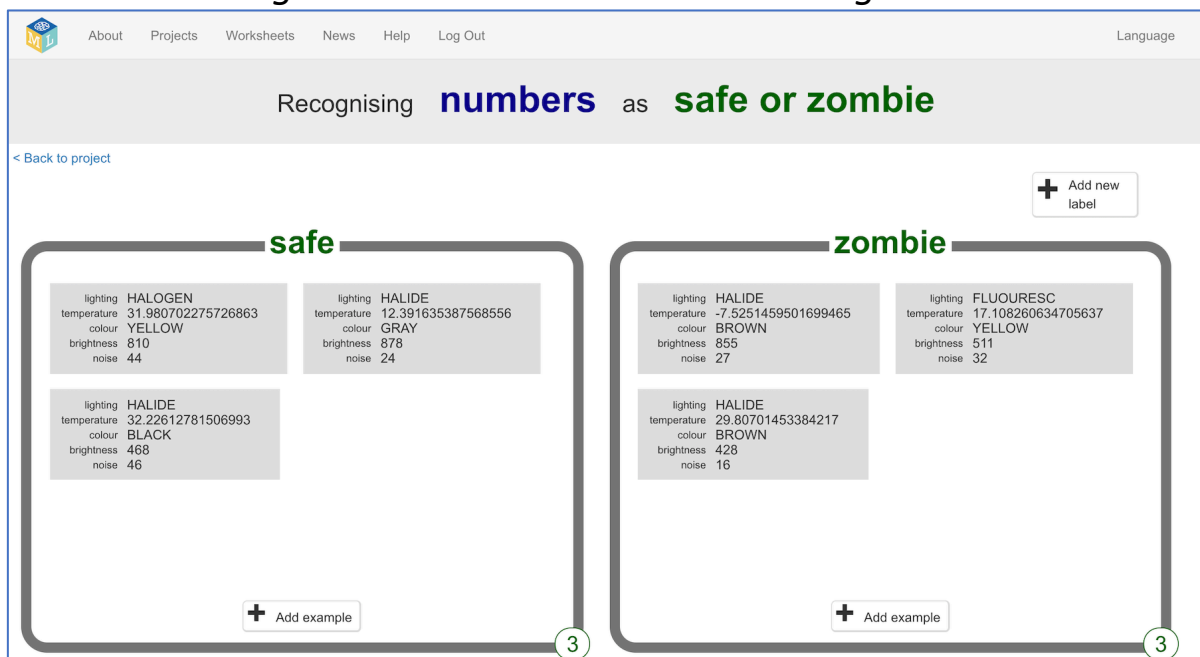 About Projects Worksheets News Help Log Out Language
Recognising numbers as safe or zombie
< Back to project
Add new
label
safe
lighting HALOGEN
temperature 31.980702275726863
colour YELLOW
brightness 810
noise 44
lighting HALIDE
temperature 12.391635387568556
colour GRAY
brightness 878
noise 24
lighting HALIDE
temperature 32.22612781506993
colour BLACK
brightness 468
noise 46
Add example
3
zombie
lighting HALIDE
temperature -7.5251459501699465
colour BROWN
brightness 855
noise 27
lighting FLUOURESC
temperature 17.108260634705637
colour YELLOW
brightness 511
noise 32
lighting HALIDE
temperature 29.80701453384217
colour BROWN
brightness 428
noise 16
Add example
3